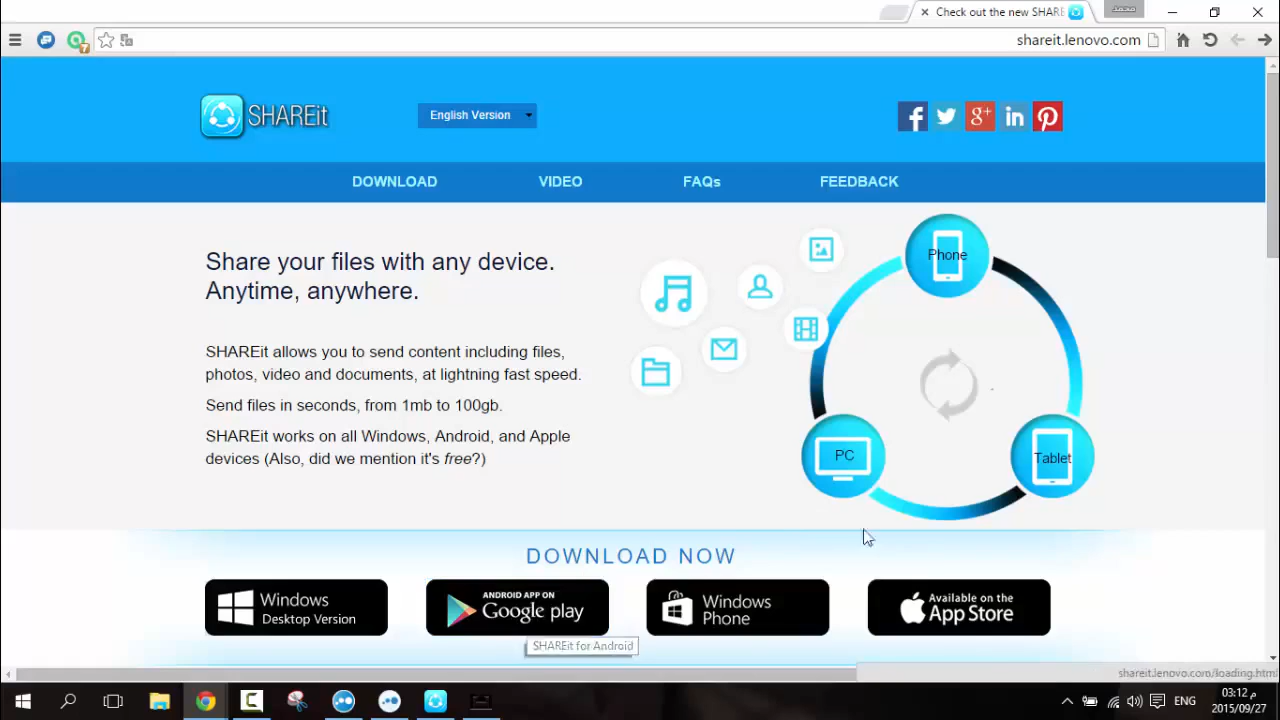 Check out the new SHARE
محمد
shareit.lenovo.com
SHAREit
English Version
DOWNLOAD
VIDEO
FAQs
FEEDBACK
Share your files with any device.
Anytime, anywhere.
SHAREit allows you to send content including files,
photos, video and documents, at lightning fast speed.
Send files in seconds, from 1mb to 100gb.
SHAREit works on all Windows, Android, and Apple
devices (Also, did we mention it's free?)
Phone
PC
Tablet
DOWNLOAD NOW
Windows
Desktop Version
ANDROID APP ON
Google play
Windows
Phone
Available on the
App Store
SHAREit for Android
shareit.lenovo.com/loading.html
ENG
03:12 م
2015/09/27